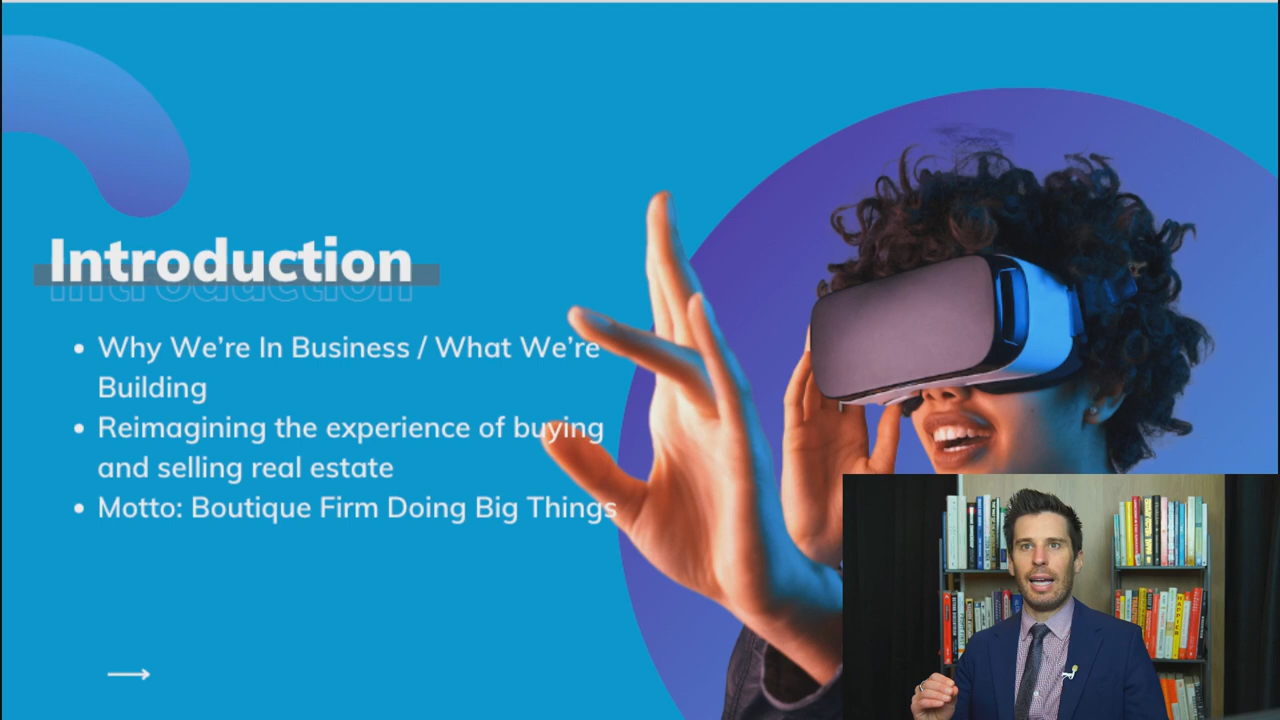 Introduction
• Why We're In Business / What We're
Building
• Reimagining the experience of buying
and selling real estate
• Motto: Boutique Firm Doing Big Things
HAPPIER